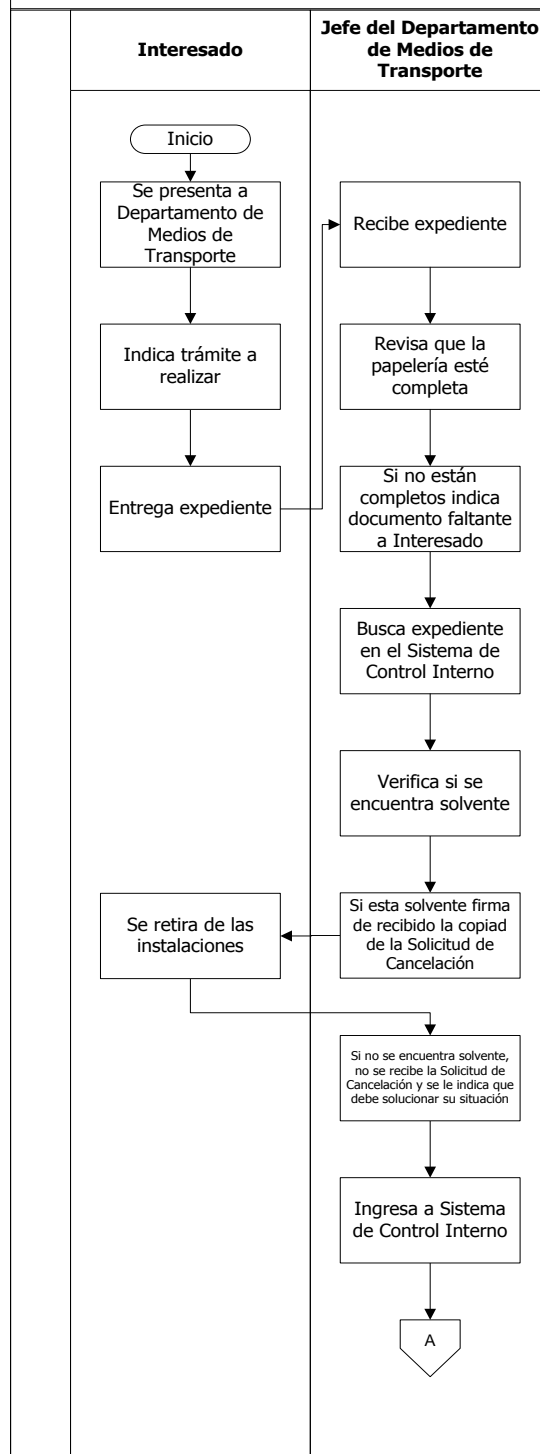 Interesado
Jefe del Departamento
de Medios de
Transporte
Inicio
Se presenta a
Departamento de
Medios de
Transporte
Indica trámite a
realizar
Entrega expediente
Recibe expediente
Revisa que la
papelería esté
completa
Si no están
completos indica
documento faltante
a Interesado
Busca expediente
en el Sistema de
Control Interno
Verifica si se
encuentra solvente
Si esta solvente firma
de recibido la copiad
de la Solicitud de
Cancelación
Se retira de las
instalaciones
Si no se encuentra solvente,
no se recibe la Solicitud de
Cancelación y se le indica que
debe solucionar su situación
Ingresa a Sistema
de Control Interno
A